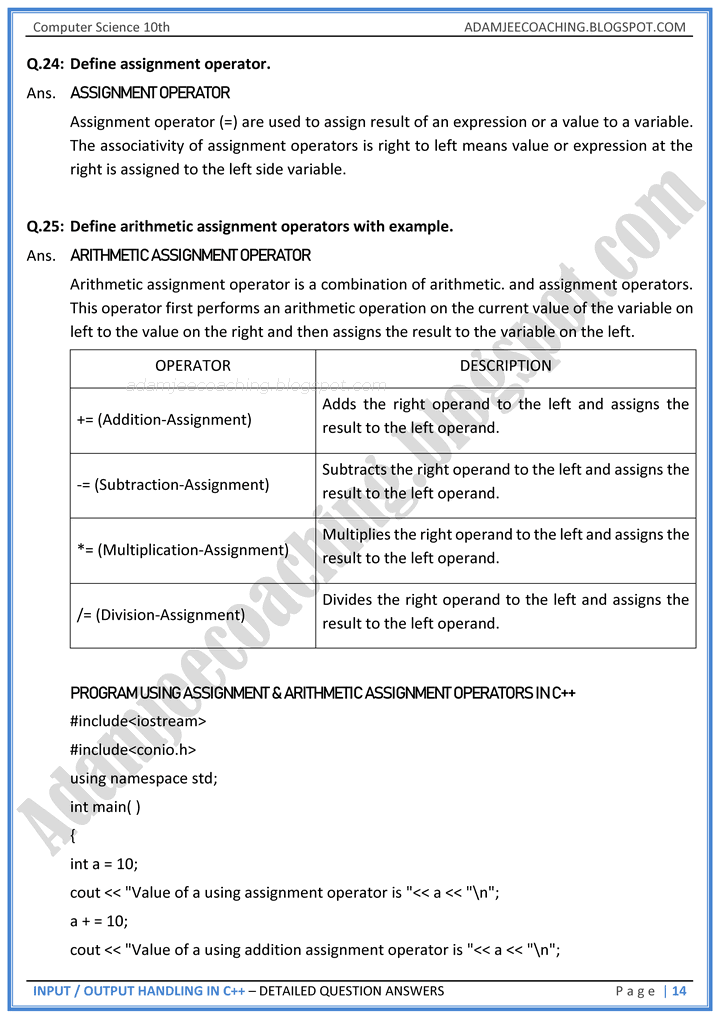 Computer Science 10th ADAMJEECOACHING.BLOGSPOT.COM
Q.24: Define assignment operator.
Ans. ASSIGNMENT OPERATOR
Assignment operator (=) are used to assign result of an expression or a value to a variable.
The associativity of assignment operators is right to left means value or expression at the
right is assigned to the left side variable.
Q.25: Define arithmetic assignment operators with example.
Ans. ARITHMETIC ASSIGNMENT OPERATOR
Arithmetic assignment operator is a combination of arithmetic. and assignment operators.
This operator first performs an arithmetic operation on the current value of the variable on
left to the value on the right and then assigns the result to the variable on the left.
OPERATOR DESCRIPTION
adamjeecoaching.blogspot.com
+= (Addition-Assignment)
Adds the right operand to the left and assigns the
result to the left operand.
-= (Subtraction-Assignment)
Subtracts the right operand to the left and assigns the
result to the left operand.
*= (Multiplication-Assignment)
Multiplies the right operand to the left and assigns the
result to the left operand.
/= (Division-Assignment)
Divides the right operand to the left and assigns the
result to the left operand.
Adamjeecoaching.blogspot.com
PROGRAM USING ASSIGNMENT & ARITHMETIC ASSIGNMENT OPERATORS IN C++
#include<iostream>
#include<conio.h>
using namespace std;
int main( )
{
int a = 10;
cout << "Value of a using assignment operator is "<< a << "\n";
a + = 10;
cout << "Value of a using addition assignment operator is "<< a << "\n";
INPUT / OUTPUT HANDLING IN C++ – DETAILED QUESTION ANSWERS Page | 14